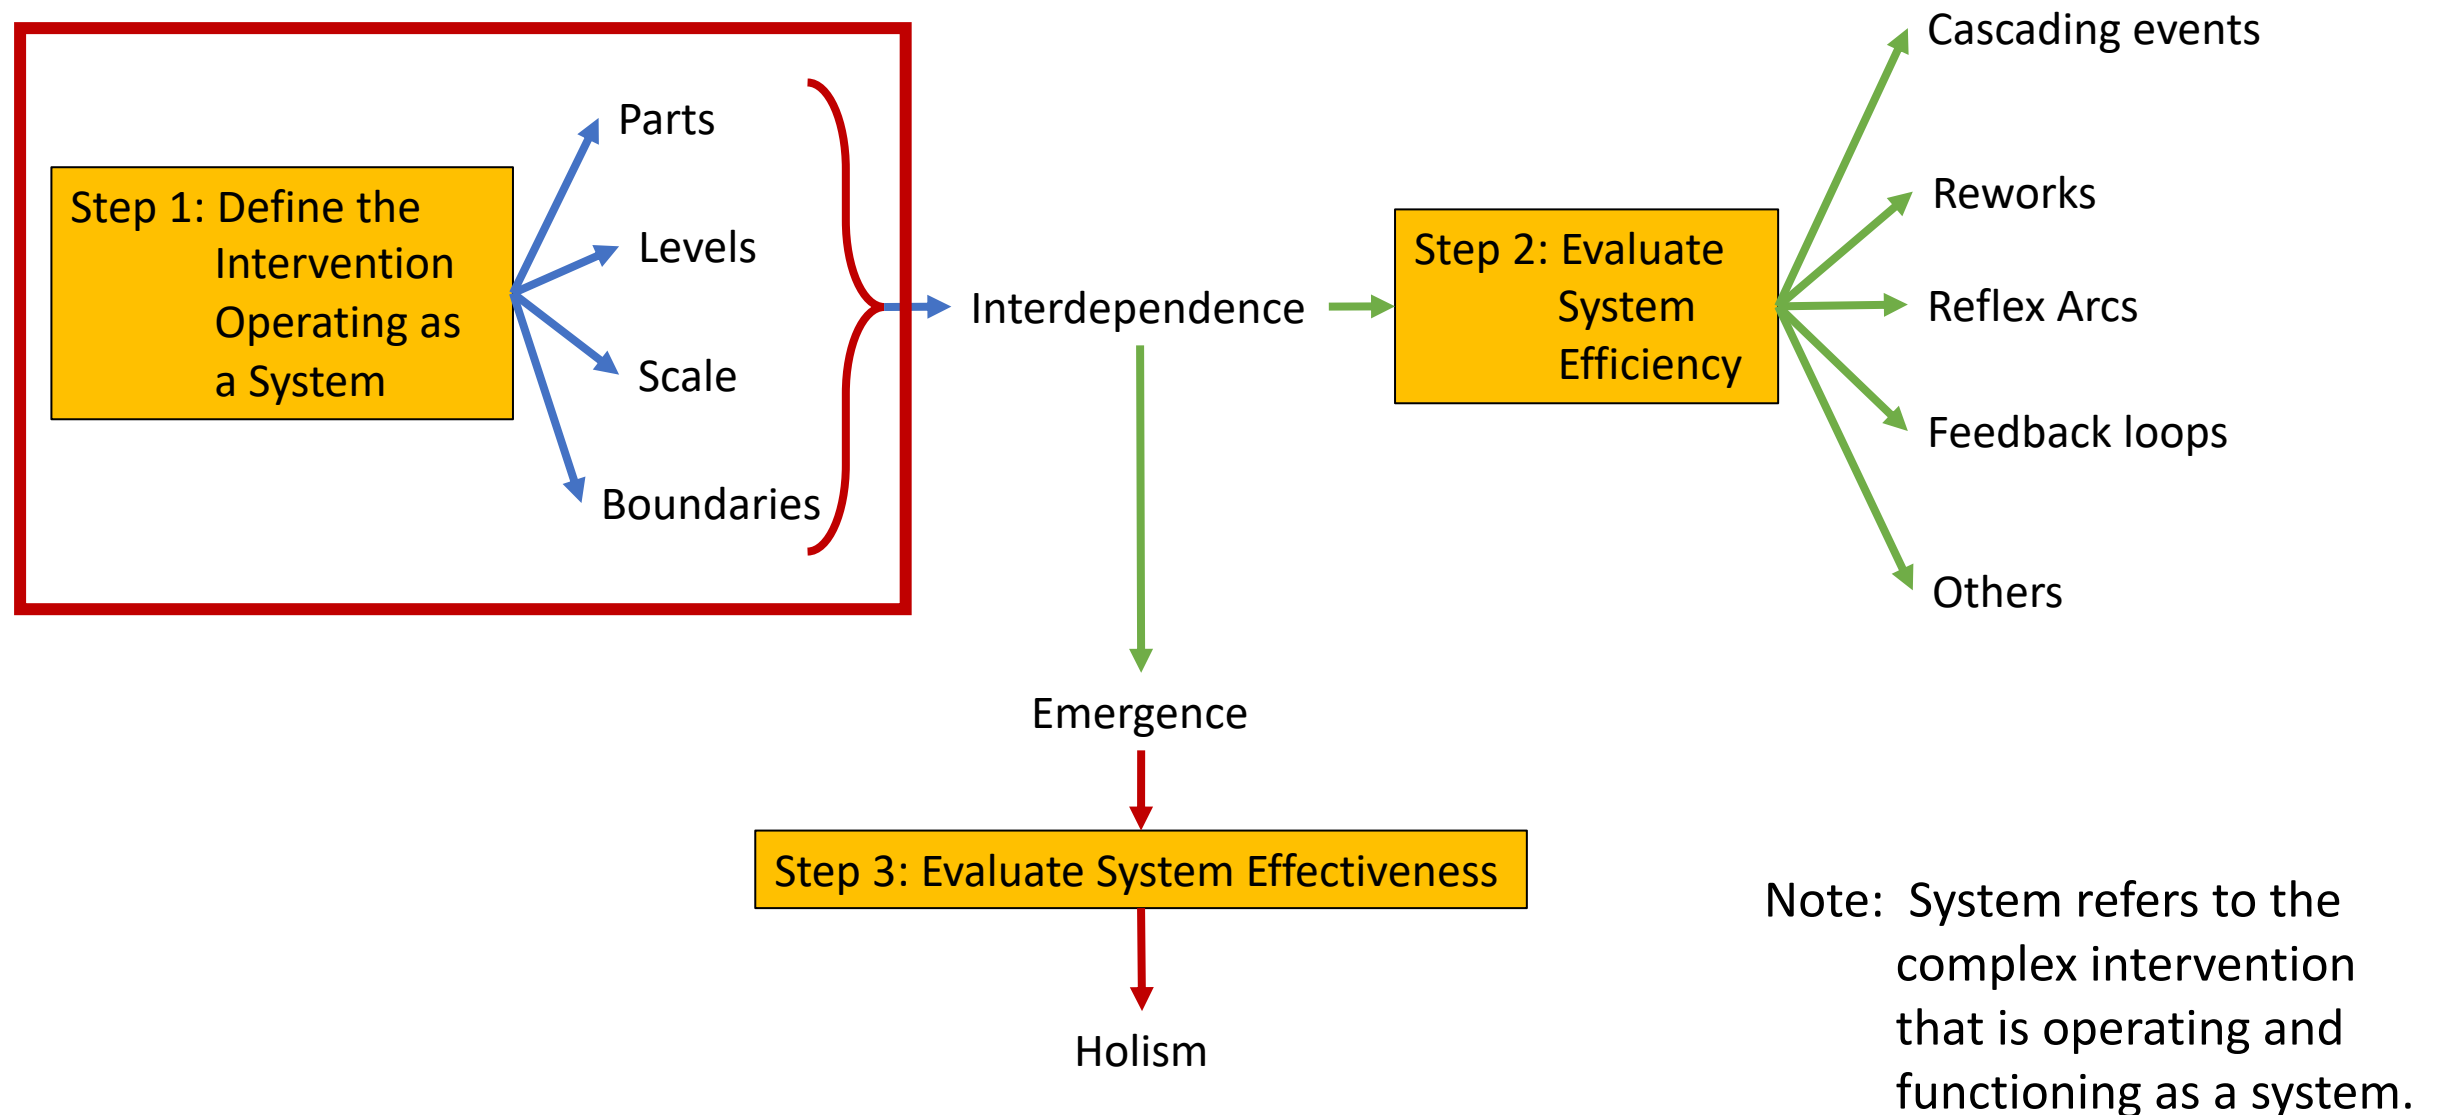 Step 1: Define the
Intervention
Operating as
a System
Parts
Levels
Scale
Boundaries
Interdependence
Step 2: Evaluate
System
Efficiency
Cascading events
Reworks
Reflex Arcs
Feedback loops
Others
Emergence
Step 3: Evaluate System Effectiveness
Holism
Note: System refers to the
complex intervention
that is operating and
functioning as a system.